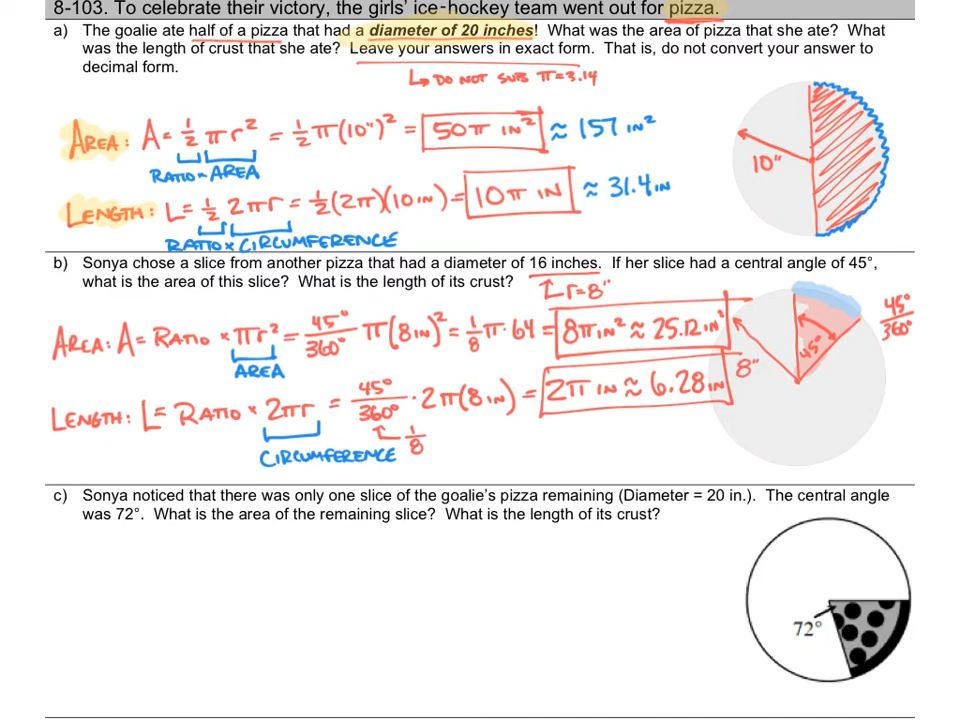 8-103. To celebrate their victory, the girls' ice-hockey team went out for pizza.
a) The goalie ate half of a pizza that had a diameter of 20 inches! What was the area of pizza that she ate? What
was the length of crust that she ate? Leave your answers in exact form. That is, do not convert your answer to
decimal form.
↳ DO NOT SUB π=3.14
AREA: A= 1/2 πr² = 1/2 π(10")² = 50π IN² ≈ 157 IN²
RATIO × AREA
10"
LENGTH: L= 1/2 2πr = 1/2 (2π)(10 IN) = 10π IN ≈ 31.4 IN
RATIO × CIRCUMFERENCE
b) Sonya chose a slice from another pizza that had a diameter of 16 inches. If her slice had a central angle of 45°,
what is the area of this slice? What is the length of its crust?
r=8"
45°/360°
AREA: A= RATIO × πr² = 45°/360° π(8 IN)² = 1/8 π·64 = 8π IN² ≈ 25.12 IN²
45°
AREA
8"
LENGTH: L= RATIO × 2πr = 45°/360° · 2π(8 IN) = 2π IN ≈ 6.28 IN
1/8
CIRCUMFERENCE
c) Sonya noticed that there was only one slice of the goalie's pizza remaining (Diameter = 20 in.). The central angle
was 72°. What is the area of the remaining slice? What is the length of its crust?
72°